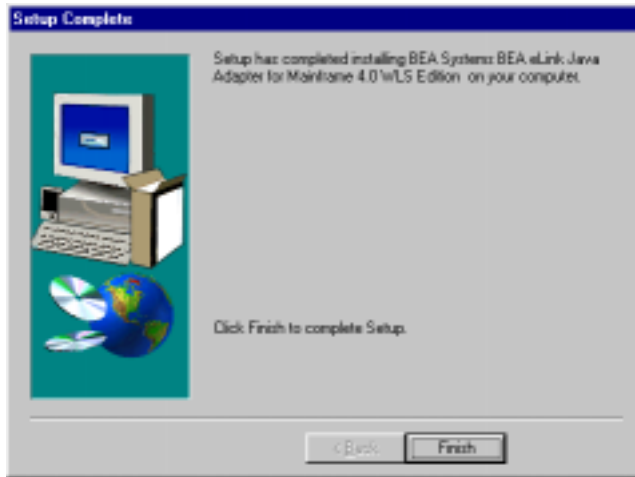 Setup Complete
Setup has completed installing BEA Systems BEA eLink Java
Adapter for Mainframe 4.0 WLS Edition on your computer.
Click Finish to complete Setup.
< Back
Finish